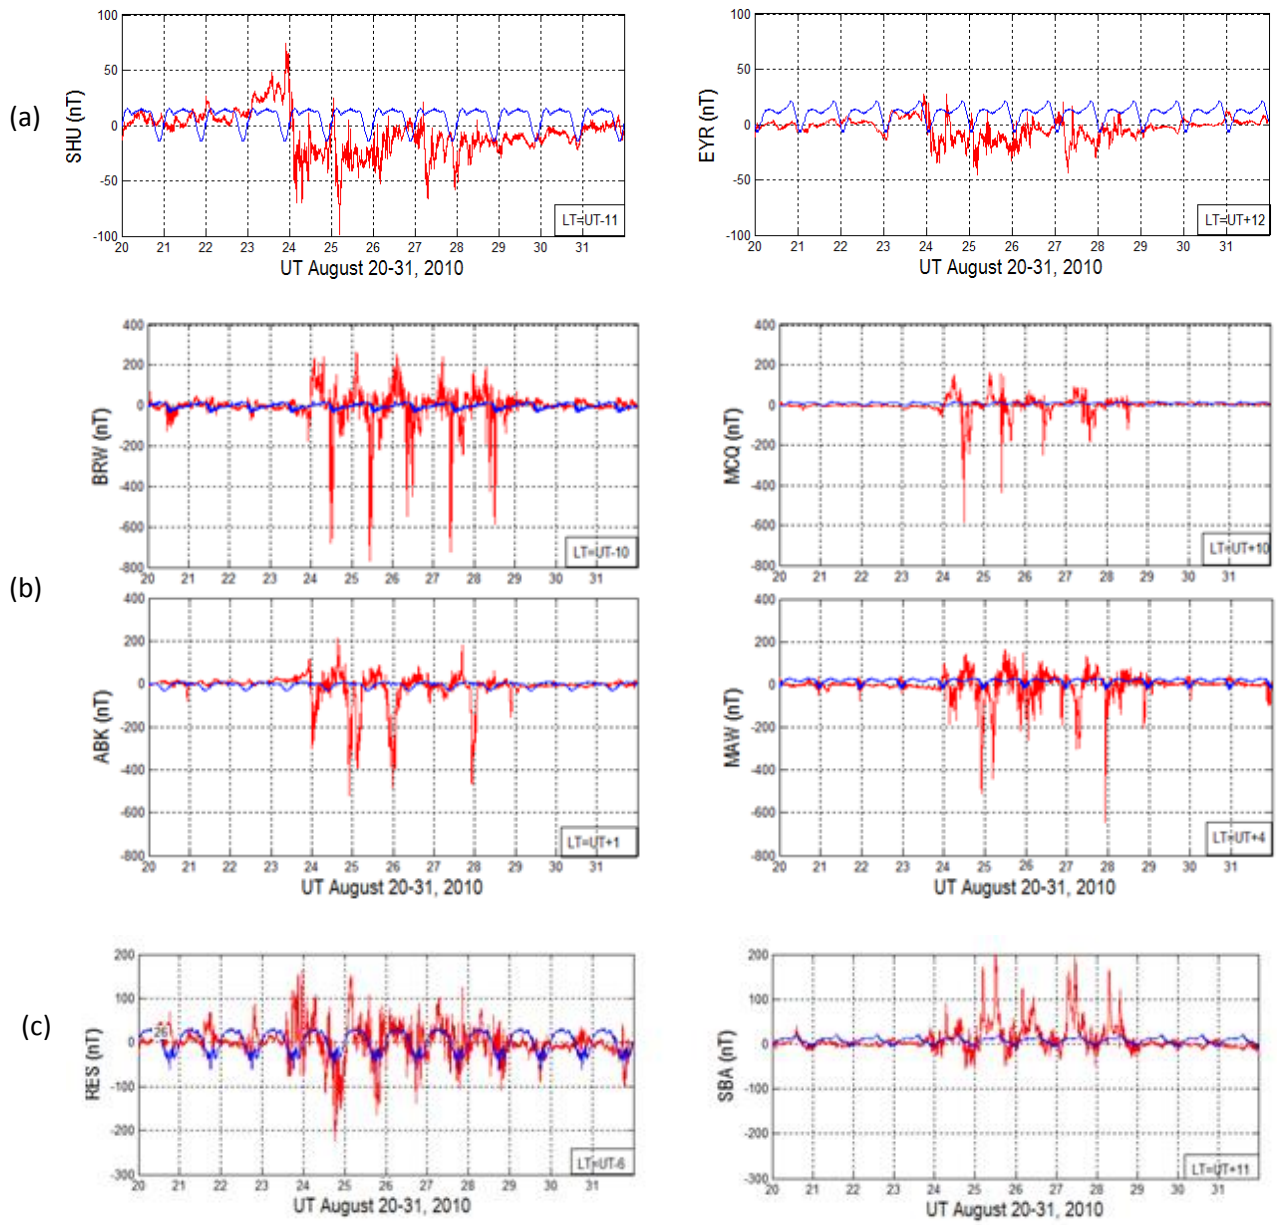 (a)
100
50
0
-50
-100
SHU (nT)
LT=UT-11
20 21 22 23 24 25 26 27 28 29 30 31
UT August 20-31, 2010
100
50
0
-50
-100
EYR (nT)
LT=UT+12
20 21 22 23 24 25 26 27 28 29 30 31
UT August 20-31, 2010
(b)
400
200
0
-200
-400
-600
-800
BRW (nT)
LT=UT-10
20 21 22 23 24 25 26 27 28 29 30 31
400
200
0
-200
-400
-600
-800
MCQ (nT)
LT=UT+10
20 21 22 23 24 25 26 27 28 29 30 31
400
200
0
-200
-400
-600
-800
ABK (nT)
LT=UT+1
20 21 22 23 24 25 26 27 28 29 30 31
UT August 20-31, 2010
400
200
0
-200
-400
-600
-800
MAW (nT)
LT=UT+4
20 21 22 23 24 25 26 27 28 29 30 31
UT August 20-31, 2010
(c)
200
100
0
-100
-200
-300
RES (nT)
26
LT=UT-6
20 21 22 23 24 25 26 27 28 29 30 31
UT August 20-31, 2010
200
100
0
-100
-200
-300
SBA (nT)
LT=UT+11
20 21 22 23 24 25 26 27 28 29 30 31
UT August 20-31, 2010